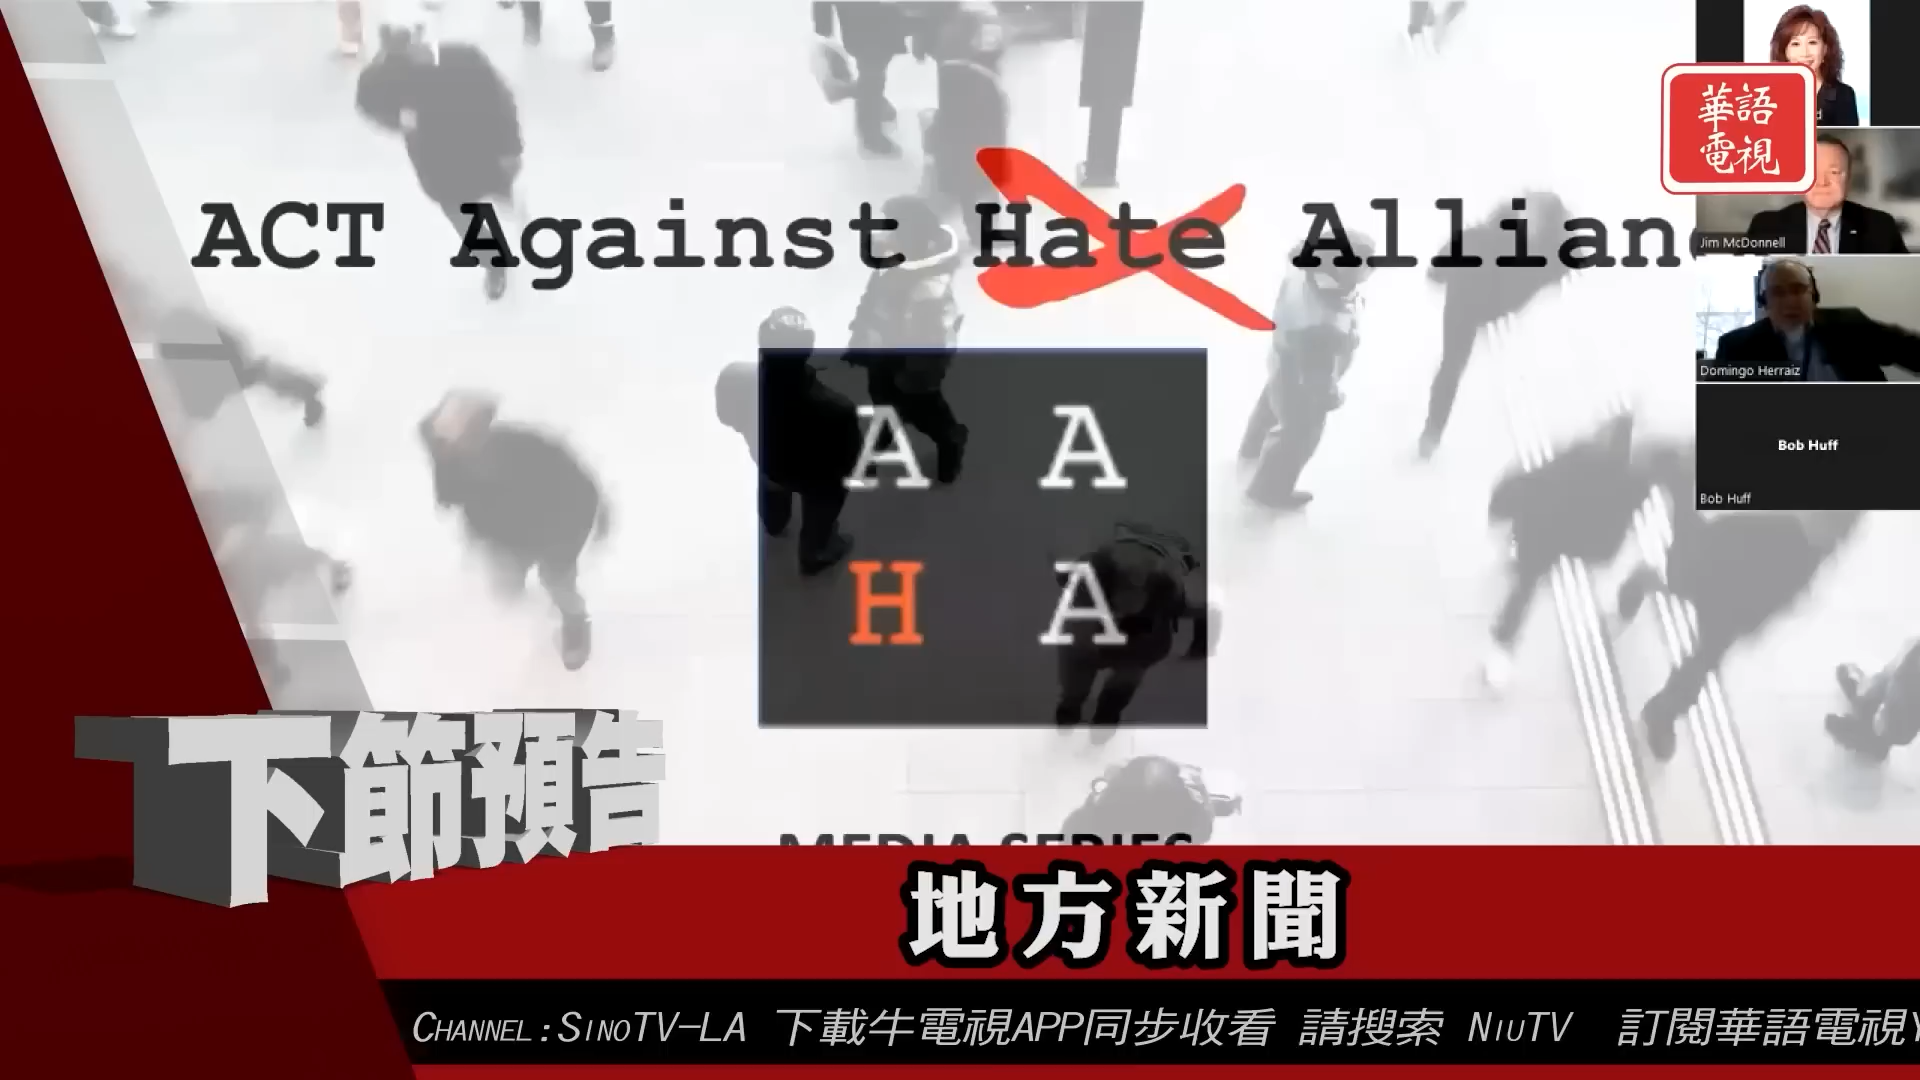 華語
電視
ACT Against Hate
Jim McDonnell
Domingo Herraiz
A A
H A
Bob Huff
Bob Huff
下節預告
MEDIA SERIES
地方新聞
CHANNEL:SINOTV-LA 下載牛電視APP同步收看 請搜索 NIUTV 訂閱華語電視